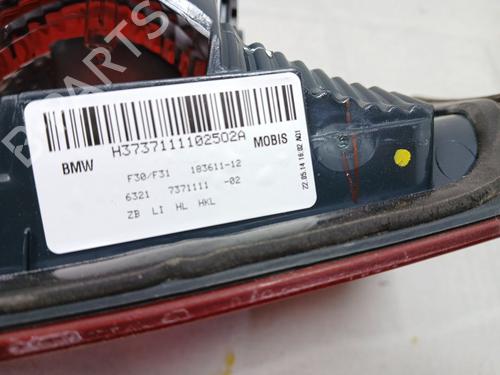 B-PARTS
H3737111102502A
BMW MOBIS
F30/F31 183611-12
6321 7371111 -02
ZB LI HL HKL
22.05.14 16:02 A01